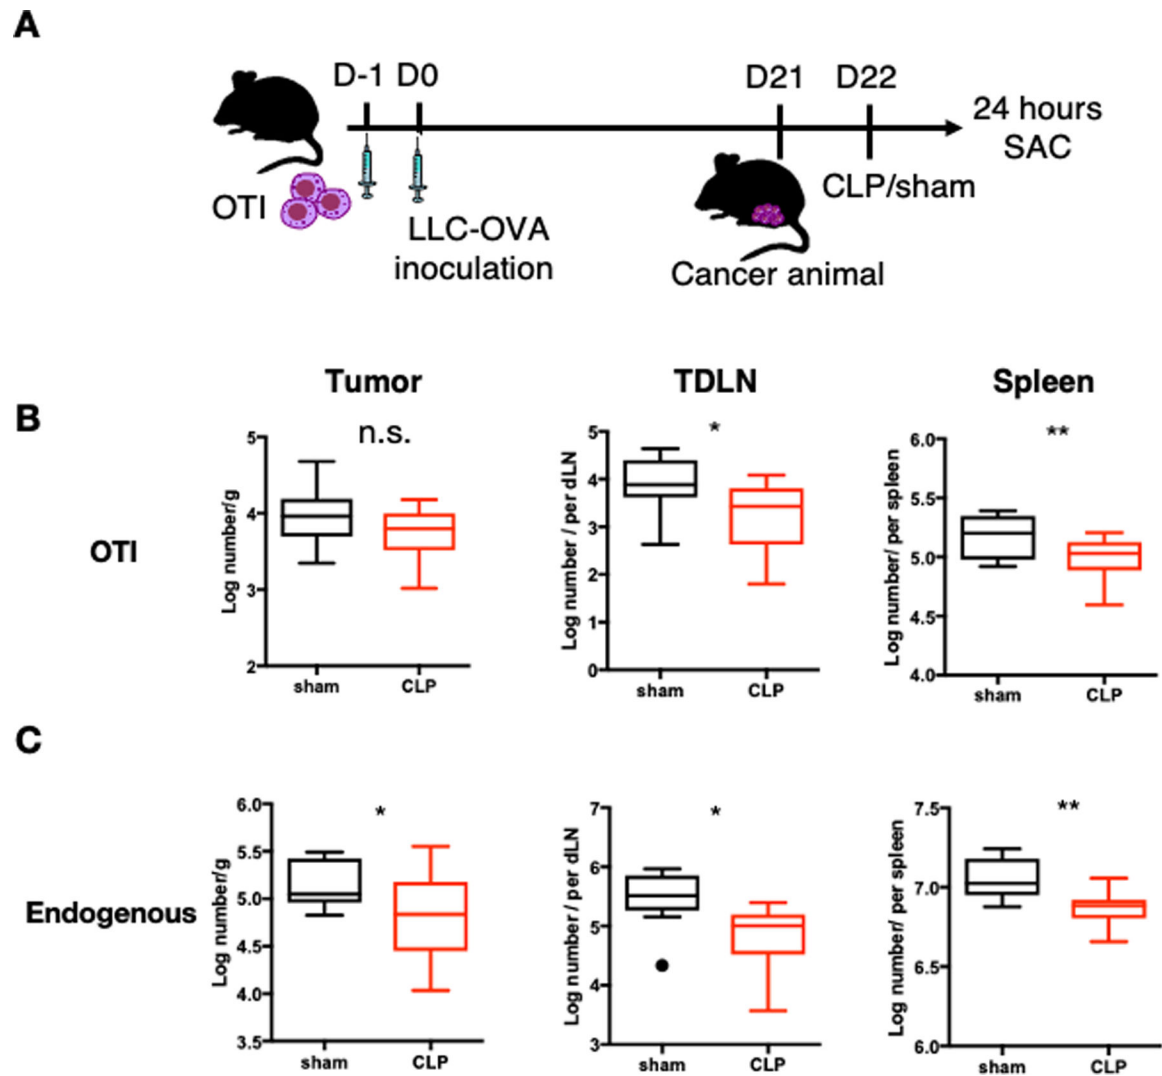 A
D-1 D0
D21 D22
24 hours
SAC
OTI
LLC-OVA
inoculation
CLP/sham
Cancer animal
Tumor
TDLN
Spleen
B
OTI
n.s.
Log number/g
5
4
3
2
sham
CLP
*
Log number / per dLN
5
4
3
2
1
0
sham
CLP
**
Log number/ per spleen
6.0
5.5
5.0
4.5
4.0
sham
CLP
C
Endogenous
*
Log number/g
6.0
5.5
5.0
4.5
4.0
3.5
sham
CLP
*
Log number / per dLN
7
6
5
4
3
sham
CLP
**
Log number/ per spleen
7.5
7.0
6.5
6.0
sham
CLP